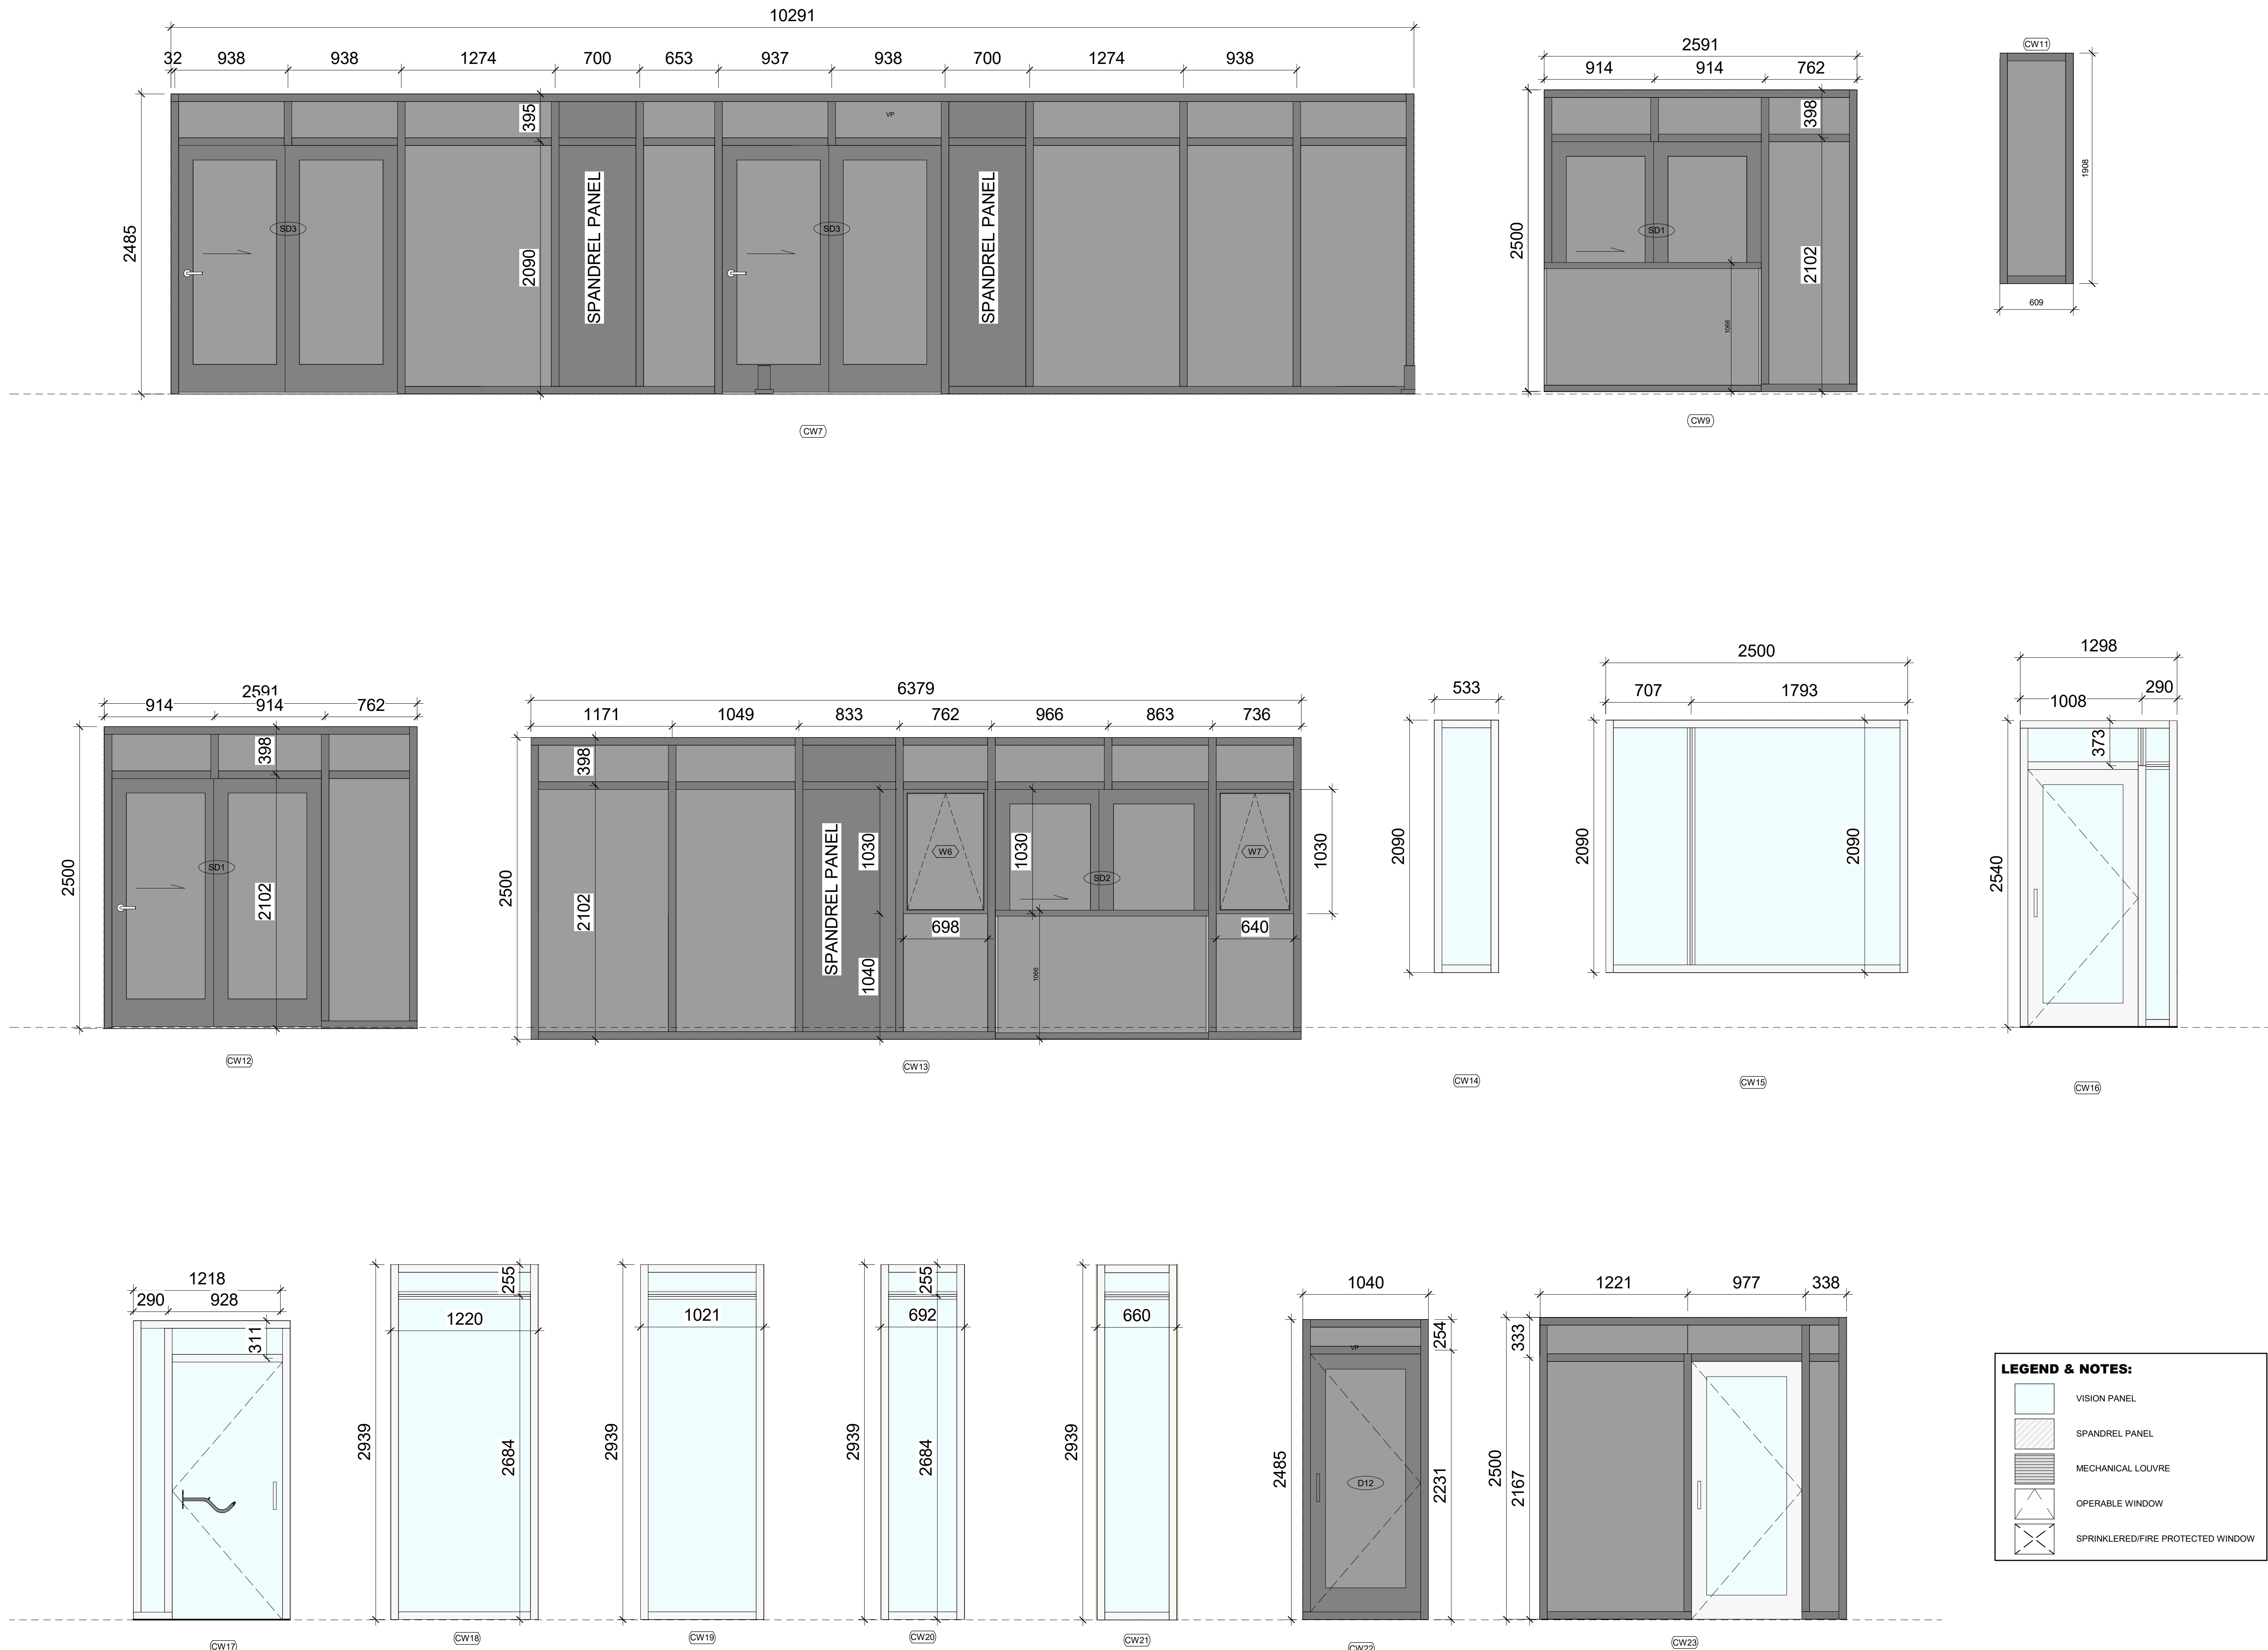 10291
32 938 938 1274 700 653 937 938 700 1274 938
395
VP
2485
SPANDREL PANEL
SPANDREL PANEL
SD3
SD3
2090
CW7
2591
914 914 762
398
2500
SD1
2102
1066
CW9
CW11
1908
609
2591
914 914 762
398
2500
SD1
2102
CW12
6379
1171 1049 833 762 966 863 736
398
2500
2102
SPANDREL PANEL
1030
1040
W6
698
1030
SD2
1066
W7
640
1030
CW13
533
2090
CW14
2500
707 1793
2090
2090
CW15
1298
1008 290
373
2540
CW16
1218
290 928
311
CW17
255
1220
2939
2684
CW18
1021
2939
CW19
255
692
2939
2684
CW20
660
2939
CW21
1040
254
VP
2485
D12
2231
CW22
1221 977 338
333
2500
2167
CW23
LEGEND & NOTES:
VISION PANEL
SPANDREL PANEL
MECHANICAL LOUVRE
OPERABLE WINDOW
SPRINKLERED/FIRE PROTECTED WINDOW